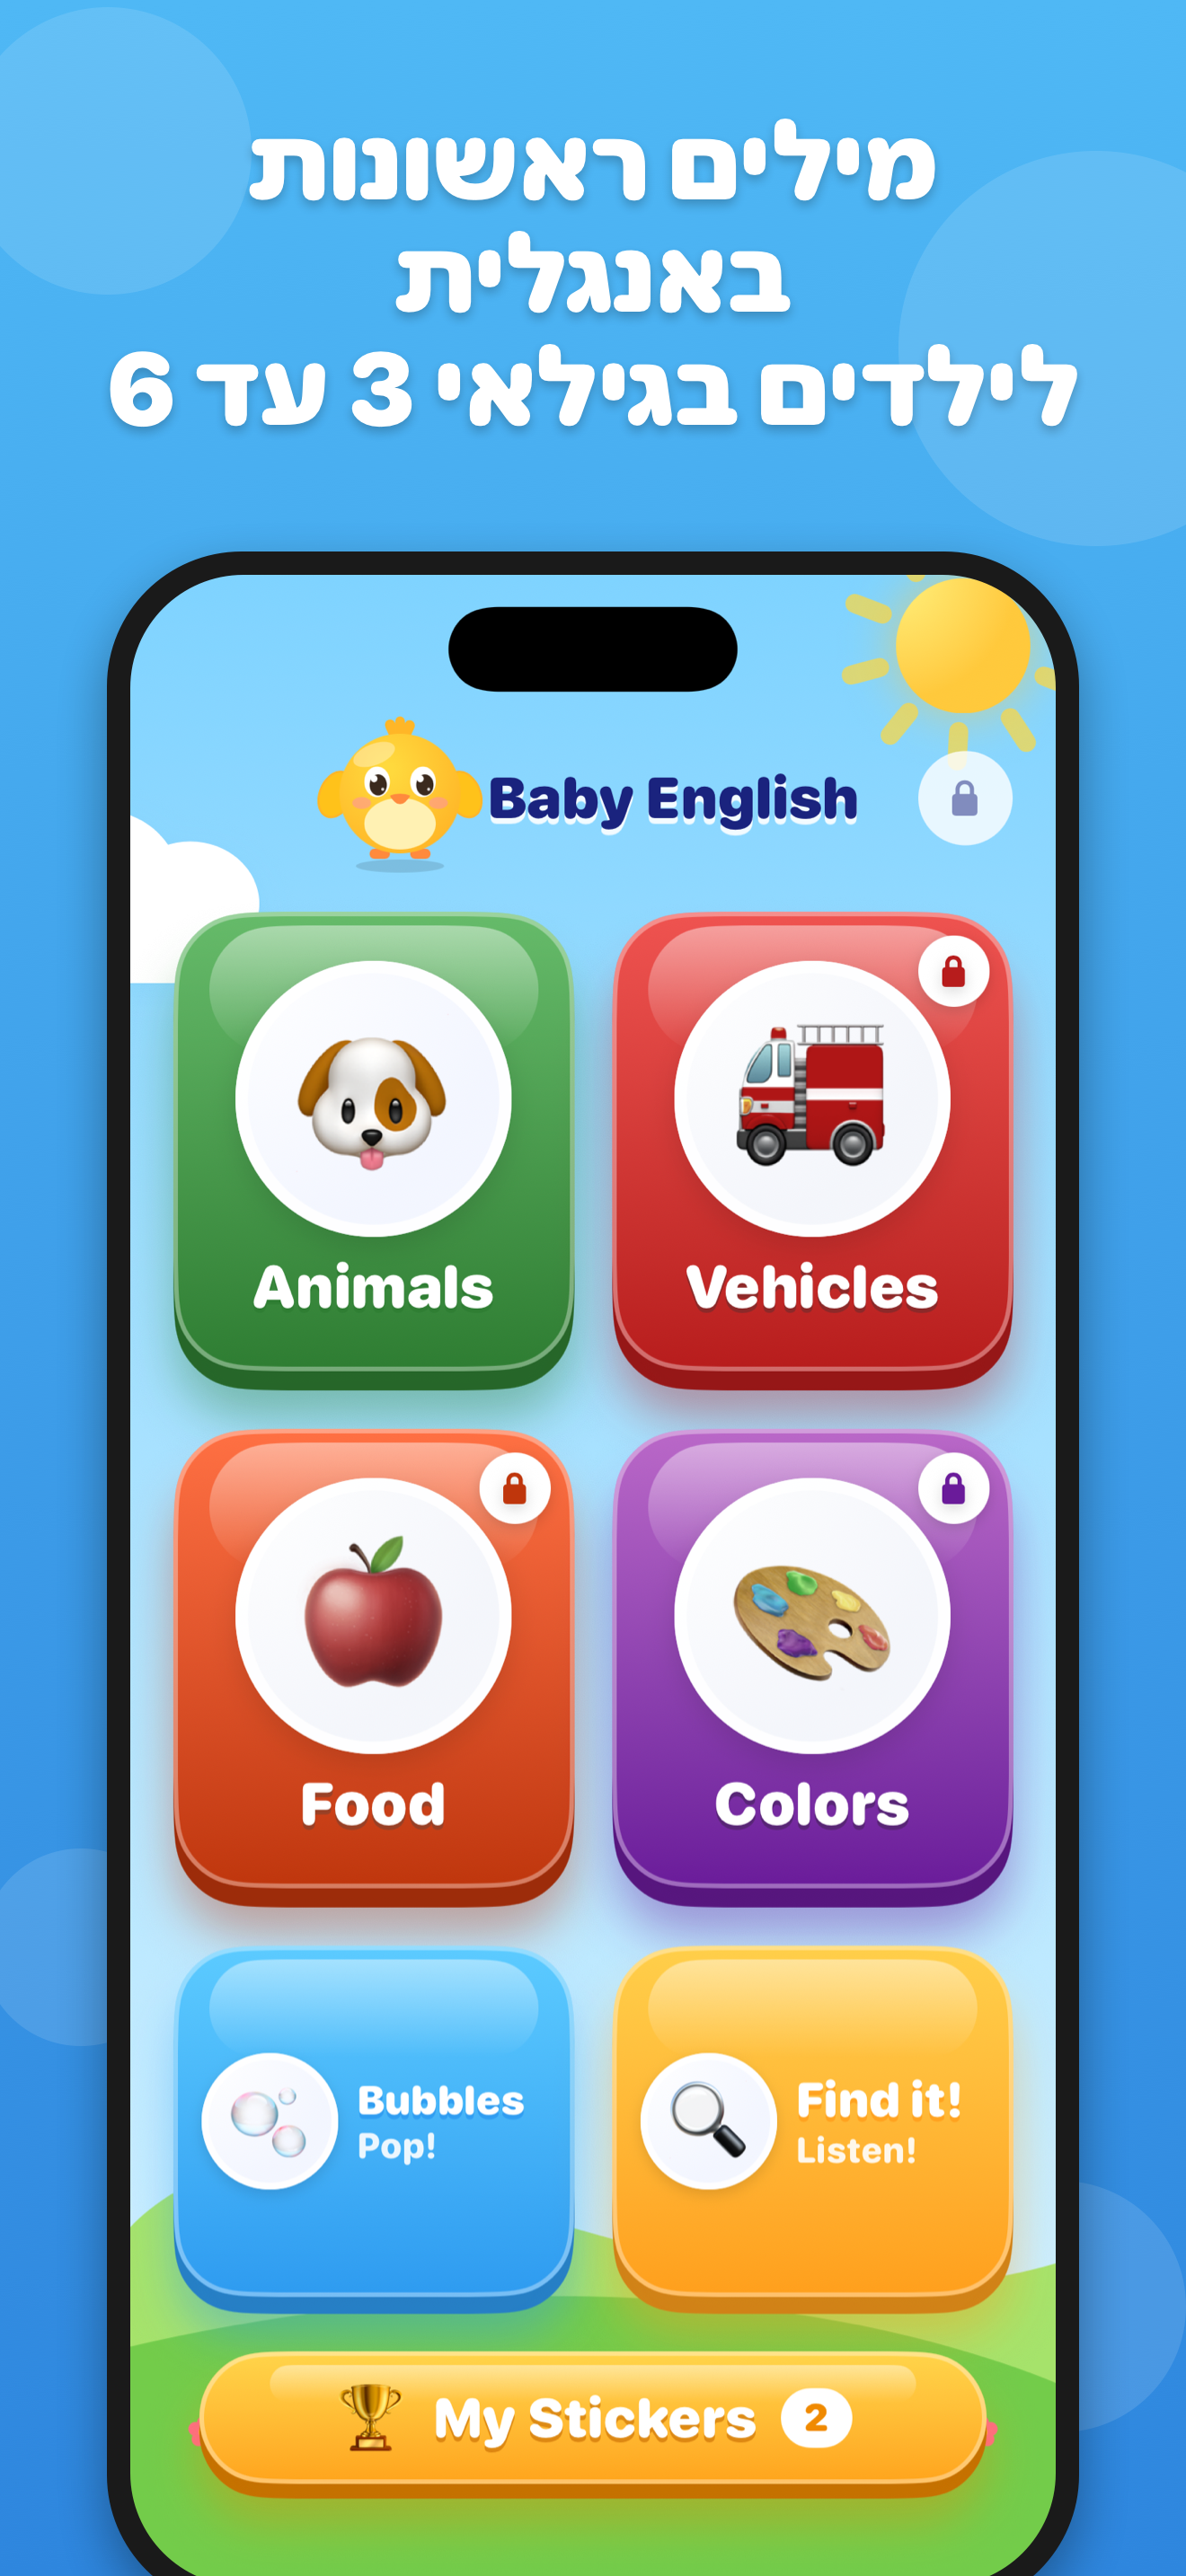 מילים ראשונות
באנגלית
לילדים בגילאי 3 עד 6
Baby English
Animals
Vehicles
Food
Colors
Bubbles
Pop!
Find it!
Listen!
My Stickers 2